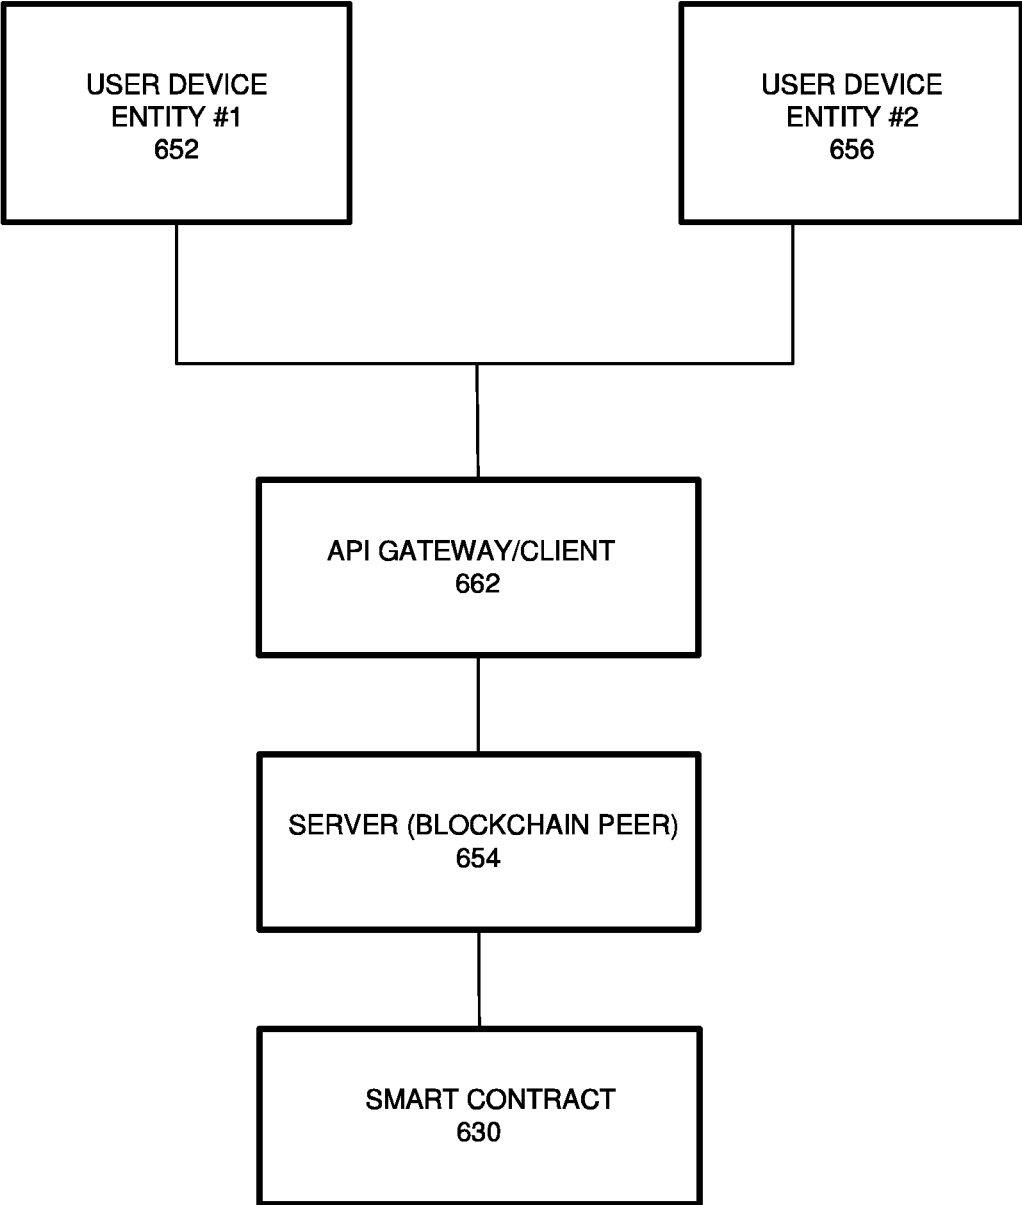 USER DEVICE
ENTITY #1
652
USER DEVICE
ENTITY #2
656
API GATEWAY/CLIENT
662
SERVER (BLOCKCHAIN PEER)
654
SMART CONTRACT
630